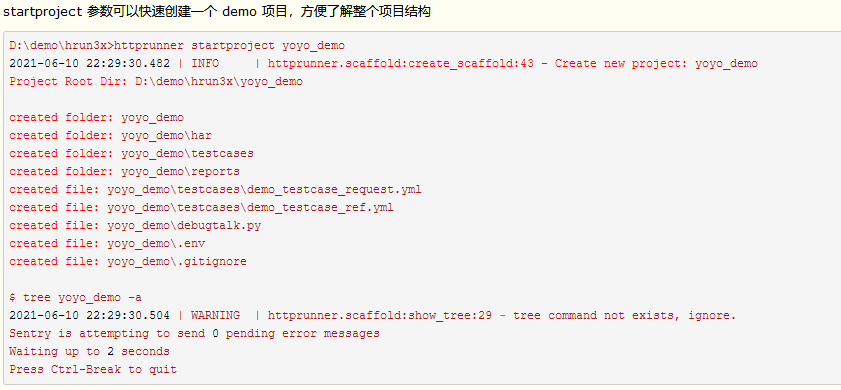 startproject 参数可以快速创建一个 demo 项目，方便了解整个项目结构
D:\demo\hrun3x>httprunner startproject yoyo_demo
2021-06-10 22:29:30.482 | INFO     | httprunner.scaffold:create_scaffold:43 - Create new project: yoyo_demo
Project Root Dir: D:\demo\hrun3x\yoyo_demo
created folder: yoyo_demo
created folder: yoyo_demo\har
created folder: yoyo_demo\testcases
created folder: yoyo_demo\reports
created file: yoyo_demo\testcases\demo_testcase_request.yml
created file: yoyo_demo\testcases\demo_testcase_ref.yml
created file: yoyo_demo\debugtalk.py
created file: yoyo_demo\.env
created file: yoyo_demo\.gitignore
$ tree yoyo_demo -a
2021-06-10 22:29:30.504 | WARNING  | httprunner.scaffold:show_tree:29 - tree command not exists, ignore.
Sentry is attempting to send 0 pending error messages
Waiting up to 2 seconds
Press Ctrl-Break to quit